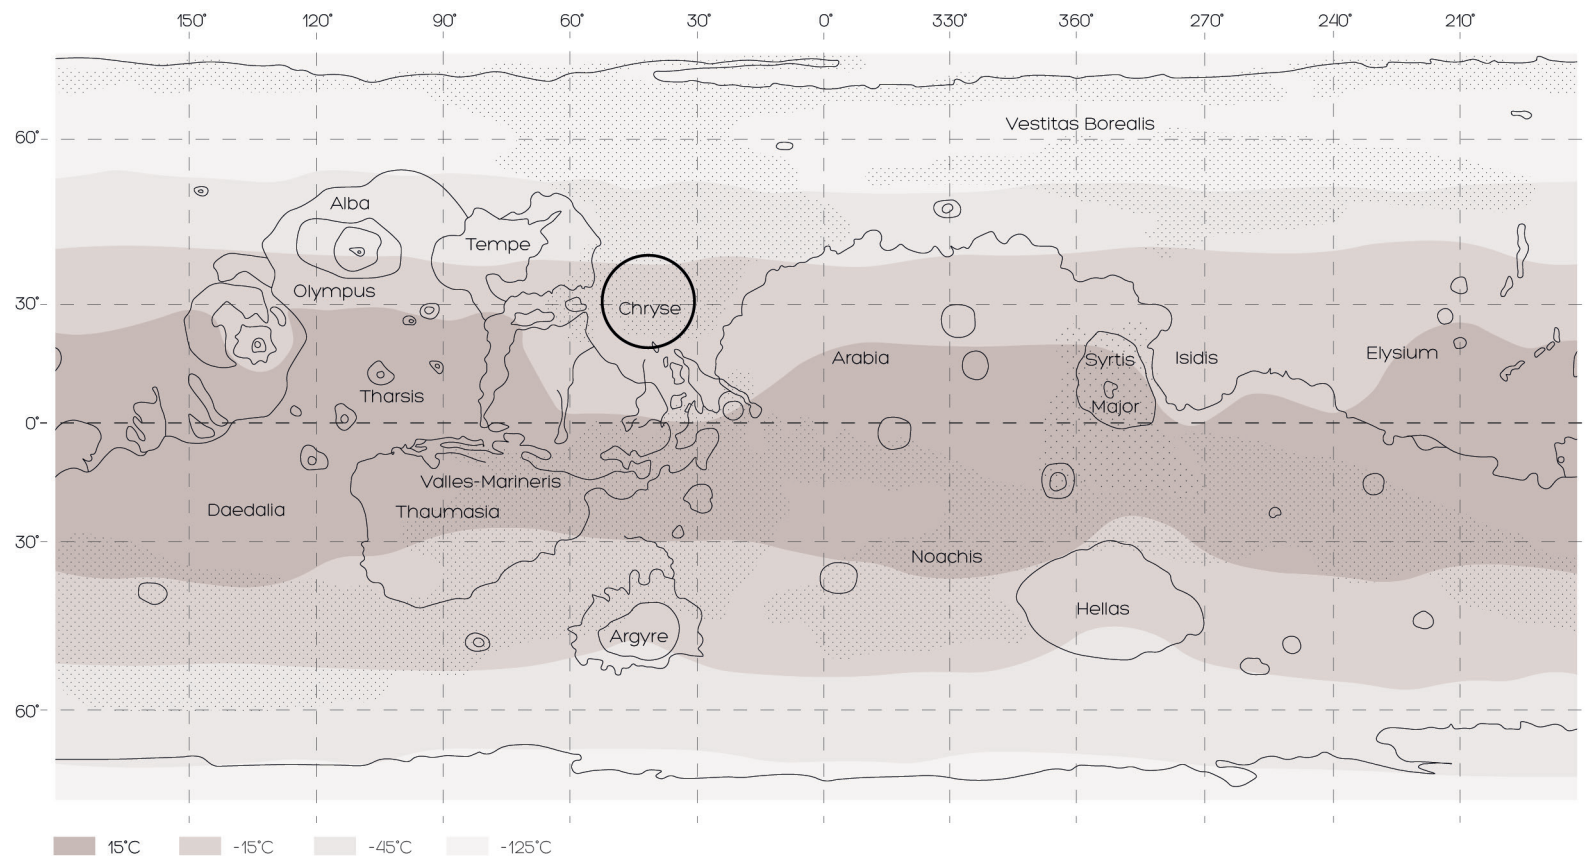 150° 120° 90° 60° 30° 0° 330° 360° 270° 240° 210°
Vestitas Borealis
60°
Alba
Tempe
Olympus
30°
Chryse
Arabia
Syrtis
Isidis
Elysium
Tharsis
Major
0°
Valles-Marineris
Daedalia
Thaumasia
30°
Noachis
Hellas
Argyre
60°
15°C -15°C -45°C -125°C